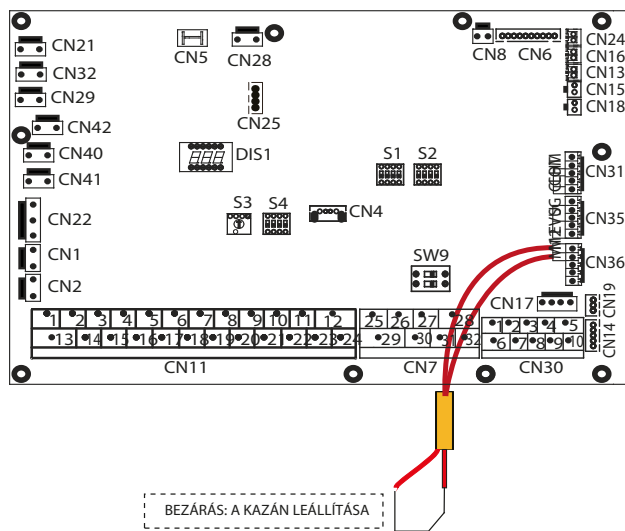 CN21
CN5
CN28
CN8
CN6
CN24
CN16
CN13
CN15
CN18
CN32
CN29
CN42
CN25
CN40
DIS1
S1 S2
CN41
CN31
CN22
S3 S4
CN4
CN35
CN1
SW9
CN36
CN2
CN17
CN19
1 2 3 4 5 6 7 8 9 10 11 12
25 26 27 28
1 2 3 4 5
13 14 15 16 17 18 19 20 21 22 23 24
29 30 31 32
6 7 8 9 10
CN14
CN11
CN7
CN30
BEZÁRÁS: A KAZÁN LEÁLLÍTÁSA